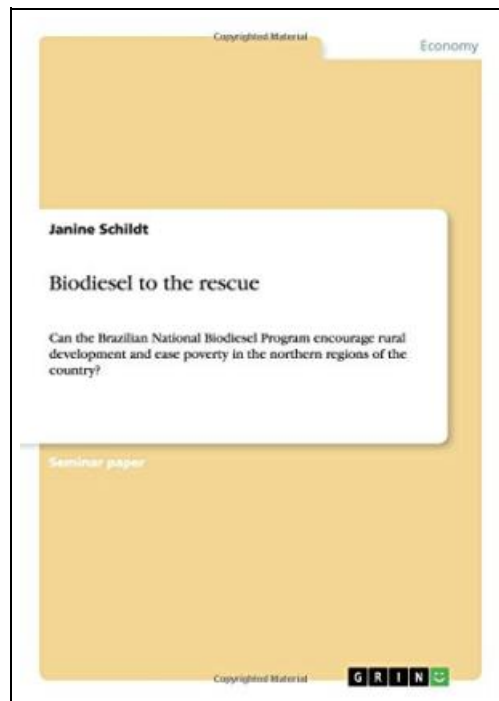 Copyrighted Material
Economy
Janine Schildt
Biodiesel to the rescue
Can the Brazilian National Biodiesel Program encourage rural
development and ease poverty in the northern regions of the
country?
Seminar paper
Copyrighted Material
G R I N